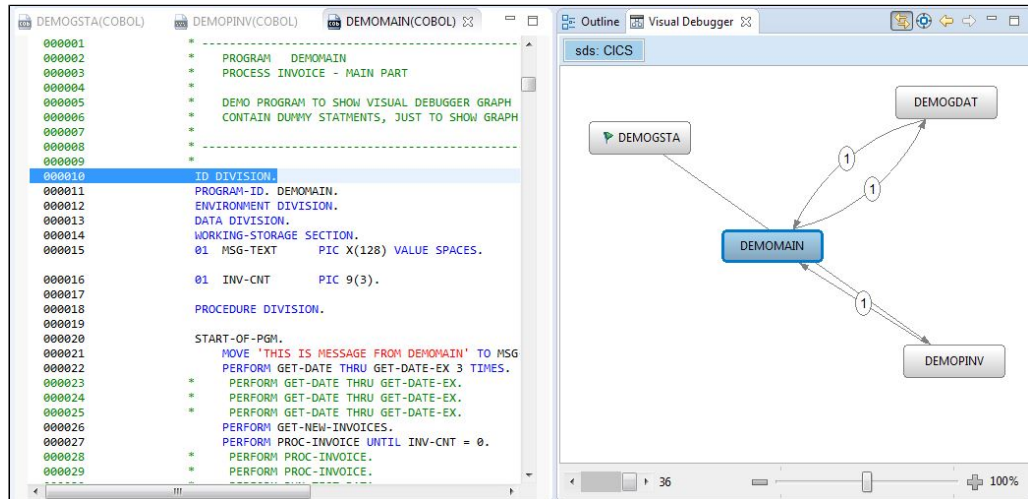 DEMOGSTA(COBOL) DEMOPINV(COBOL) DEMOMAIN(COBOL)
000001 * ------------------------------------------------
000002 * PROGRAM DEMOMAIN
000003 * PROCESS INVOICE - MAIN PART
000004 *
000005 * DEMO PROGRAM TO SHOW VISUAL DEBUGGER GRAPH
000006 * CONTAIN DUMMY STATMENTS, JUST TO SHOW GRAPH
000007 *
000008 * ------------------------------------------------
000009 *
000010 ID DIVISION.
000011 PROGRAM-ID. DEMOMAIN.
000012 ENVIRONMENT DIVISION.
000013 DATA DIVISION.
000014 WORKING-STORAGE SECTION.
000015 01 MSG-TEXT PIC X(128) VALUE SPACES.
000016 01 INV-CNT PIC 9(3).
000017
000018 PROCEDURE DIVISION.
000019
000020 START-OF-PGM.
000021 MOVE 'THIS IS MESSAGE FROM DEMOMAIN' TO MSG-
000022 PERFORM GET-DATE THRU GET-DATE-EX 3 TIMES.
000023 * PERFORM GET-DATE THRU GET-DATE-EX.
000024 * PERFORM GET-DATE THRU GET-DATE-EX.
000025 * PERFORM GET-DATE THRU GET-DATE-EX.
000026 PERFORM GET-NEW-INVOICES.
000027 PERFORM PROC-INVOICE UNTIL INV-CNT = 0.
000028 * PERFORM PROC-INVOICE.
000029 * PERFORM PROC-INVOICE.
Outline Visual Debugger
sds: CICS
DEMOGDAT
DEMOGSTA
1
1
DEMOMAIN
1
DEMOPINV
36 100%